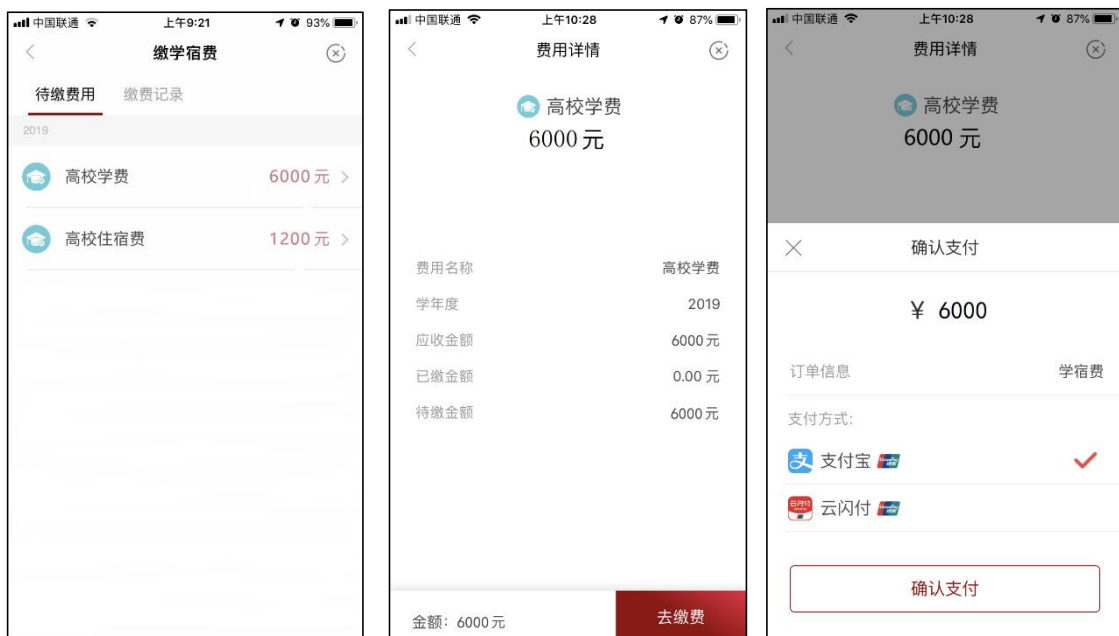 中国联通 上午9:21 93%
缴学宿费
待缴费用 缴费记录
2019
高校学费 6000元
高校住宿费 1200元
中国联通 上午10:28 87%
费用详情
高校学费
6000元
费用名称 高校学费
学年度 2019
应收金额 6000元
已缴金额 0.00 元
待缴金额 6000元
金额：6000元 去缴费
中国联通 上午10:28 87%
费用详情
高校学费
6000 元
确认支付
¥ 6000
订单信息 学宿费
支付方式:
支 支付宝
云闪付 云闪付
确认支付